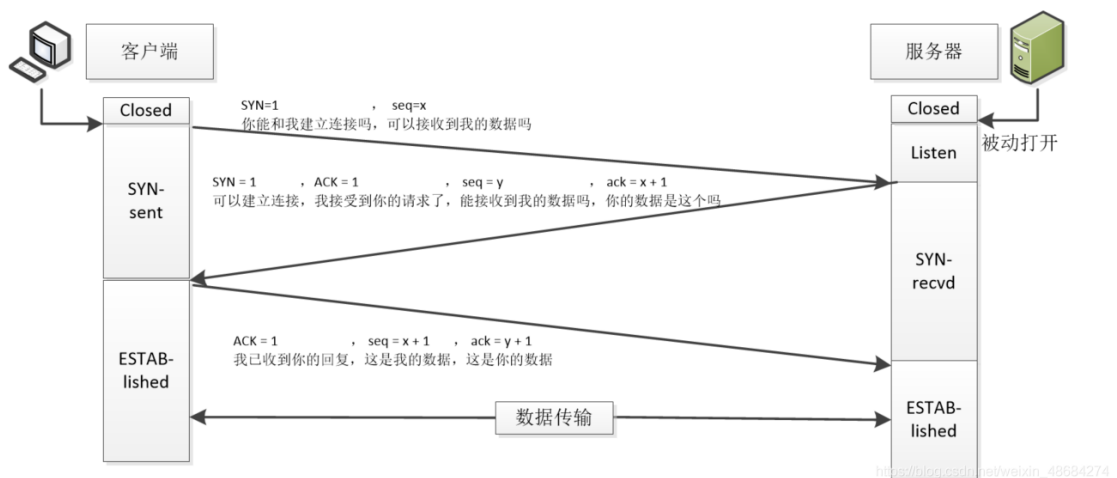 客户端
服务器
Closed
Closed
SYN=1 ， seq=x
你能和我建立连接吗，可以接收到我的数据吗
被动打开
Listen
SYN-
sent
SYN = 1 ，ACK = 1 ， seq = y ， ack = x + 1
可以建立连接，我接受到你的请求了，能接收到我的数据吗，你的数据是这个吗
SYN-
recvd
ACK = 1 ， seq = x + 1 ， ack = y + 1
我已收到你的回复，这是我的数据，这是你的数据
ESTAB-
lished
数据传输
ESTAB-
lished
https://blog.csdn.net/weixin_48684274